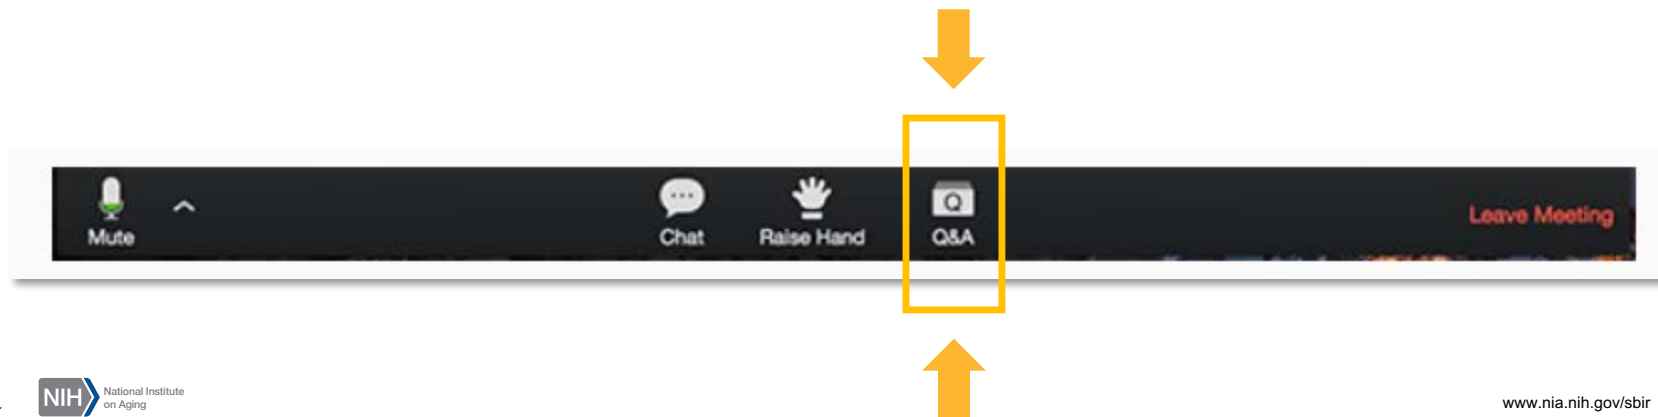 Mute
Chat
Raise Hand
Q
Q&A
Leave Meeting
NIH
National Institute
on Aging
www.nia.nih.gov/sbir